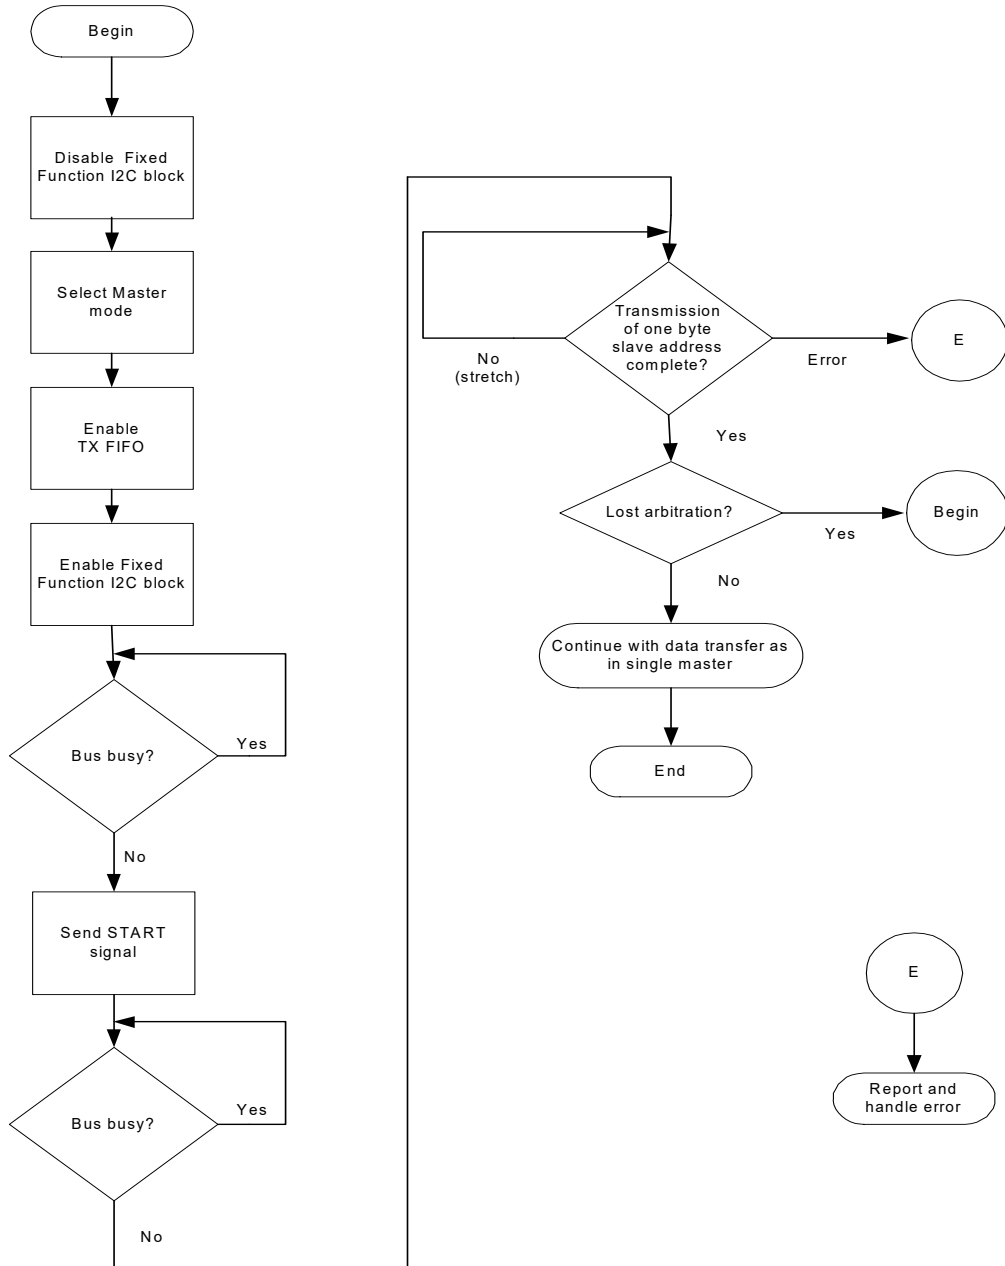 Begin
Disable  Fixed
Function I2C block
Select Master
mode
Enable
TX FIFO
Enable Fixed
Function I2C block
Bus busy?
Yes
No
Send START
signal
Bus busy?
Yes
No
Transmission
of one byte
slave address
complete?
No
(stretch)
Error
E
Yes
Lost arbitration?
Yes
Begin
No
Continue with data transfer as
in single master
End
E
Report and
handle error